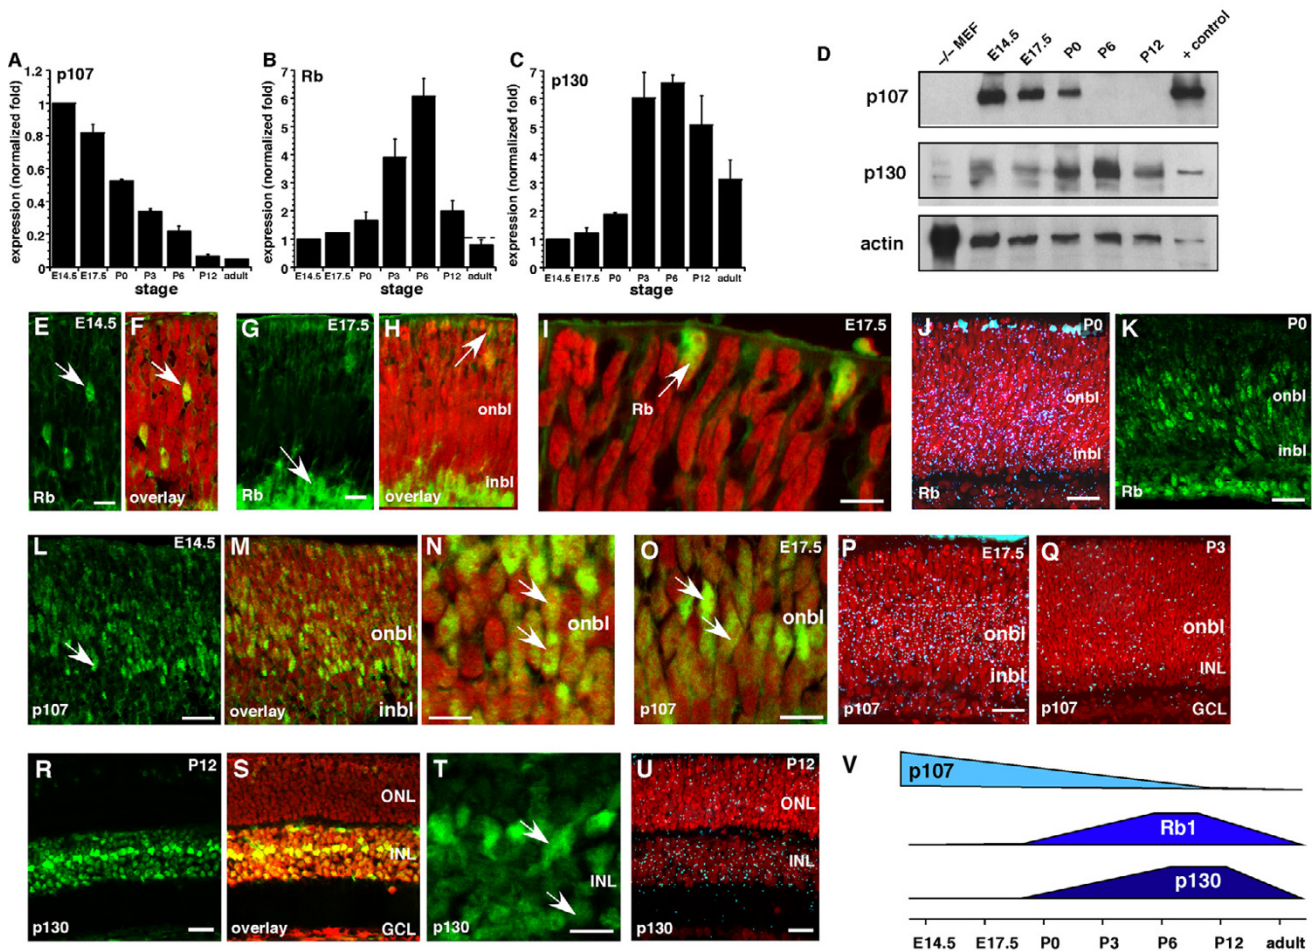 A
p107
expression (normalized fold)
1.2
1
0.8
0.6
0.4
0.2
0
E14.5 E17.5 P0 P3 P6 P12 adult
stage
B
Rb
expression (normalized fold)
7
6
5
4
2
1
0
E14.5 E17.5 P0 P3 P6 P12 adult
stage
C
p130
expression (normalized fold)
7
6
5
4
2
1
0
E14.5 E17.5 P0 P3 P6 P12 adult
stage
D
-/- MEF E14.5 E17.5 P0 P6 P12 + control
p107
p130
actin
E E14.5
Rb
F
overlay
G E17.5
Rb
H
onbl
inbl
overlay
I E17.5
Rb
J P0
onbl
inbl
Rb
K P0
onbl
inbl
Rb
L E14.5
p107
M
onbl
inbl
overlay
N
onbl
O E17.5
onbl
p107
P E17.5
onbl
inbl
p107
Q P3
onbl
INL
p107 GCL
R P12
p130
S
ONL
INL
overlay GCL
T
INL
p130
U P12
ONL
INL
p130
V
p107
Rb1
p130
E14.5 E17.5 P0 P3 P6 P12 adult